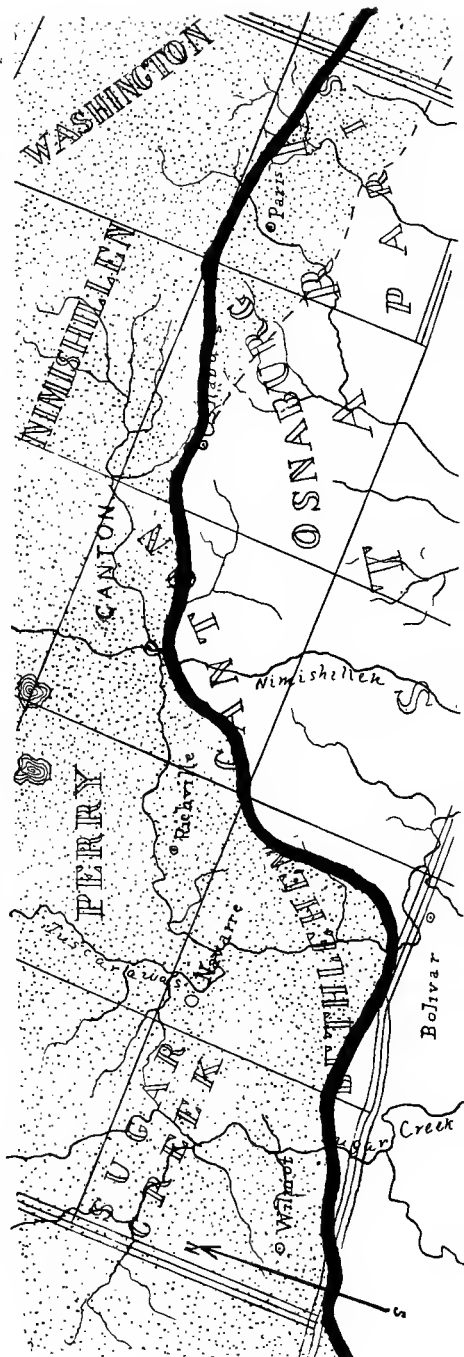 WASHINGTON
PARIS
Paris
NIMISHILLEN
OSNABURG
STARK
CANTON
CANTON
Nimishillen
PERRY
Richville
Navarre
Tuscarawas
BETHLEHEM
Bolivar
SUGAR
CREEK
Sugar Creek
Wilmot
N
S